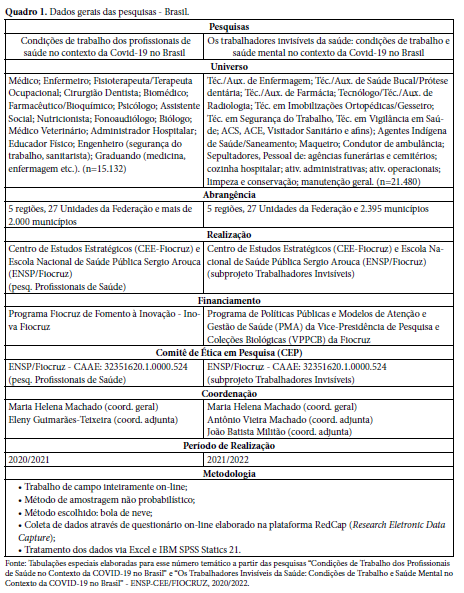 Quadro 1. Dados gerais das pesquisas - Brasil.
Pesquisas
Condições de trabalho dos profissionais de
saúde no contexto da Covid-19 no Brasil
Os trabalhadores invisíveis da saúde: condições de trabalho e
saúde mental no contexto da Covid-19 no Brasil
Universo
Médico; Enfermeiro; Fisioterapeuta/Terapeuta
Ocupacional; Cirurgião Dentista; Biomédico;
Farmacêutico/Bioquímico; Psicólogo; Assistente
Social; Nutricionista; Fonoaudiólogo; Biólogo;
Médico Veterinário; Administrador Hospitalar;
Educador Físico; Engenheiro (segurança do
trabalho, sanitarista); Graduando (medicina,
enfermagem etc.). (n=15.132)
Téc./Aux. de Enfermagem; Téc./Aux. de Saúde Bucal/Prótese
dentária; Téc./Aux. de Farmácia; Tecnólogo/Téc./Aux. de
Radiologia; Téc. em Imobilizações Ortopédicas/Gesseiro;
Téc. em Segurança do Trabalho, Téc. em Vigilância em Saú-
de; ACS, ACE, Visitador Sanitario e afins); Agentes Indígena
de Saúde/Saneamento; Maqueiro; Condutor de ambulância;
Sepultadores, Pessoal de: agências funerárias e cemitérios;
cozinha hospitalar; ativ. administrativas; ativ. operacionais;
limpeza e conservação; manutenção geral. (n=21.480)
Abrangência
5 regiões, 27 Unidades da Federação e mais de
2.000 municípios
5 regiões, 27 Unidades da Federação e 2.395 municípios
Realização
Centro de Estudos Estratégicos (CEE-Fiocruz) e
Escola Nacional de Saúde Pública Sergio Arouca
(ENSP/Fiocruz)
(pesq. Profissionais de Saúde)
Centro de Estudos Estratégicos (CEE-Fiocruz) e Escola Na-
cional de Saúde Pública Sergio Arouca (ENSP/Fiocruz)
(subprojeto Trabalhadores Invisíveis)
Financiamento
Programa Fiocruz de Fomento à Inovação - Ino-
va Fiocruz
Programa de Políticas Públicas e Modelos de Atenção e
Gestão de Saúde (PMA) da Vice-Presidência de Pesquisa e
Coleções Biológicas (VPPCB) da Fiocruz
Comitê de Ética em Pesquisa (CEP)
ENSP/Fiocruz - CAAE: 32351620.1.0000.524
(pesq. Profissionais de Saúde)
ENSP/Fiocruz - CAAE: 32351620.1.0000.524
(subprojeto Trabalhadores Invisíveis)
Coordenação
Maria Helena Machado (coord. geral)
Eleny Guimarães-Teixeira (coord. adjunta)
Maria Helena Machado (coord. geral)
Antônio Vieira Machado (coord. adjunta)
João Batista Militão (coord. adjunta)
Período de Realização
2020/2021
2021/2022
Metodologia
• Trabalho de campo inteiramente on-line;
• Método de amostragem não probabilístico;
• Método escolhido: bola de neve;
• Coleta de dados através de questionário on-line elaborado na plataforma RedCap (Research Eletronic Data
Capture);
• Tratamento dos dados via Excel e IBM SPSS Statics 21.
Fonte: Tabulações especiais elaboradas para esse número temático a partir das pesquisas "Condições de Trabalho dos Profissionais
de Saúde no Contexto da COVID-19 no Brasil" e "Os Trabalhadores Invisíveis da Saúde: Condições de Trabalho e Saúde Mental no
Contexto da COVID-19 no Brasil" - ENSP-CEE/FIOCRUZ, 2020/2022.